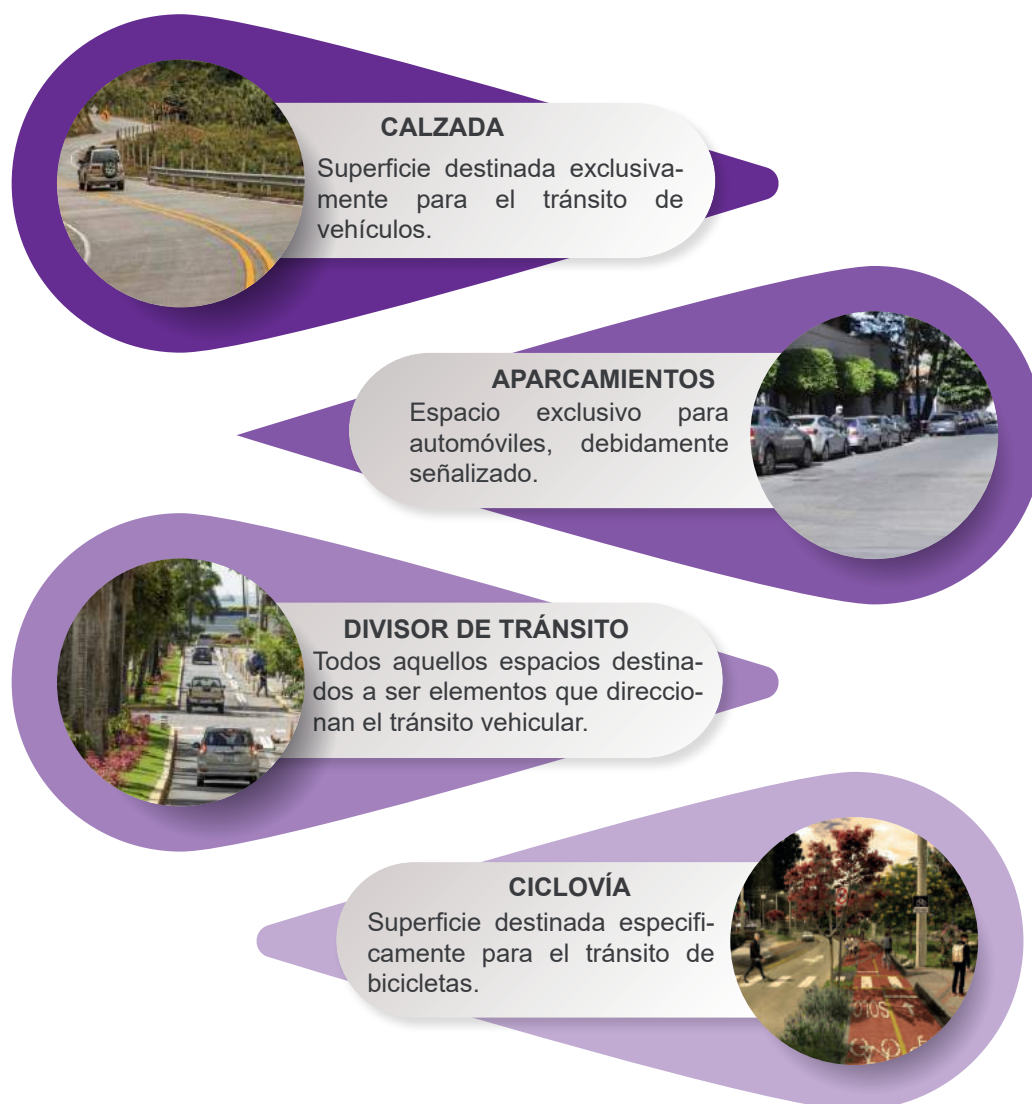 CALZADA
Superficie destinada exclusiva-
mente para el tránsito de
vehículos.
APARCAMIENTOS
Espacio exclusivo para
automóviles, debidamente
señalizado.
DIVISOR DE TRÁNSITO
Todos aquellos espacios destina-
dos a ser elementos que direccio-
nan el tránsito vehicular.
CICLOVÍA
Superficie destinada especifi-
camente para el tránsito de
bicicletas.